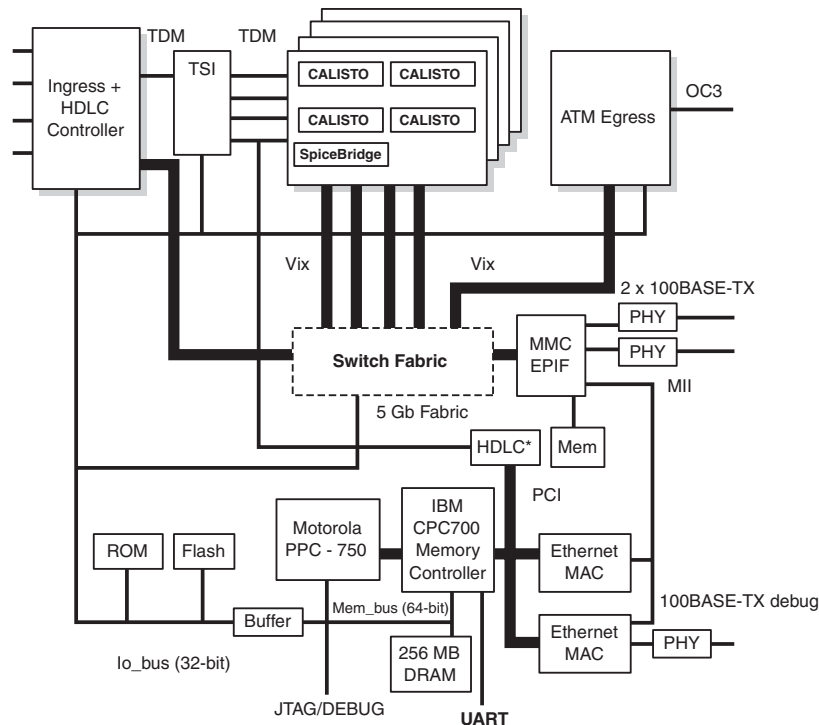 TDM
TDM
Ingress +
HDLC
Controller
TSI
CALISTO
CALISTO
CALISTO
CALISTO
SpiceBridge
ATM Egress
OC3
Vix
Vix
2 x 100BASE-TX
PHY
PHY
MMC
EPIF
Switch Fabric
MII
5 Gb Fabric
HDLC*
Mem
PCI
IBM
CPC700
Memory
Controller
Motorola
PPC - 750
ROM
Flash
Ethernet
MAC
Mem_bus (64-bit)
100BASE-TX debug
Buffer
Ethernet
MAC
PHY
256 MB
DRAM
Io_bus (32-bit)
JTAG/DEBUG
UART